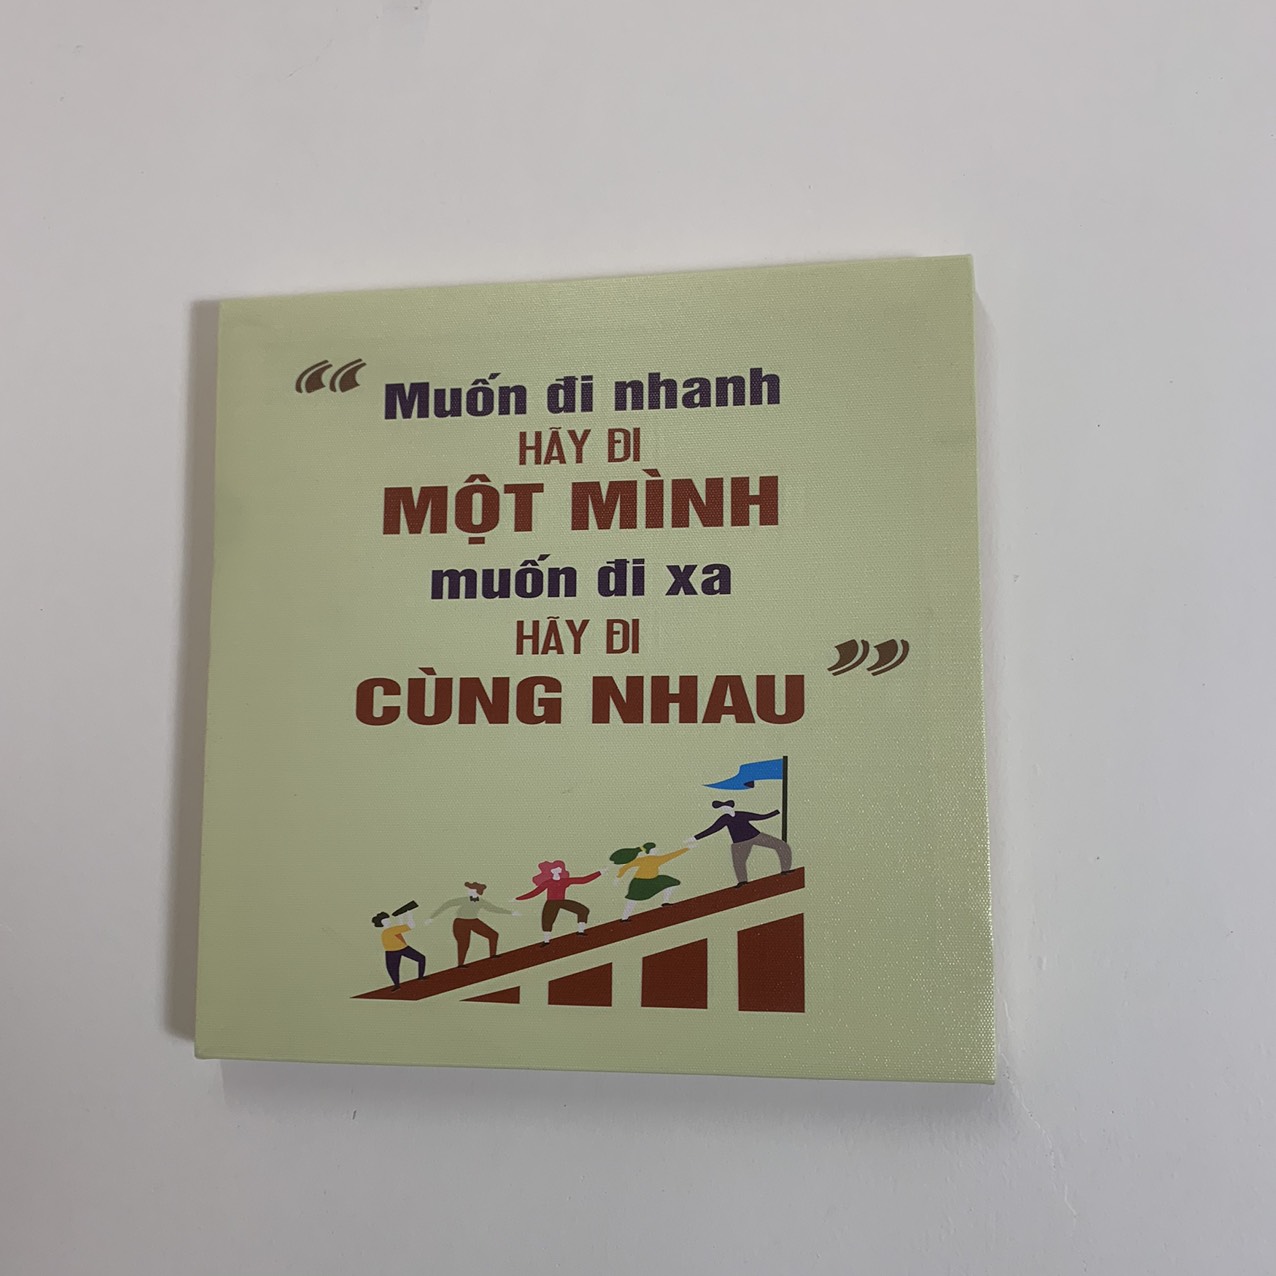 “ Muốn đi nhanh
HÃY ĐI
MỘT MÌNH
muốn đi xa
HÃY ĐI
CÙNG NHAU ”